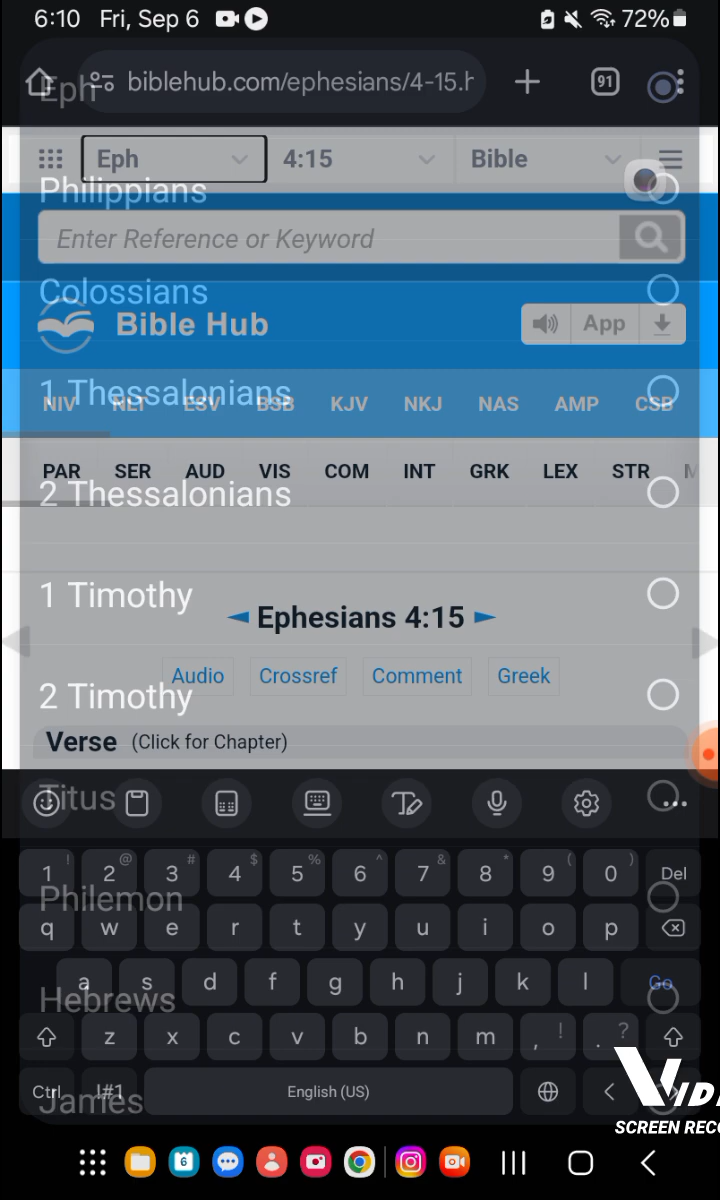 6:10 Fri, Sep 6 72%
Eph
biblehub.com/ephesians/4-15.h
91
Eph 4:15 Bible
Philippians
Enter Reference or Keyword
Colossians
Bible Hub App
1 Thessalonians
NIV NLT ESV BSB KJV NKJ NAS AMP CSB
PAR SER AUD VIS COM INT GRK LEX STR
2 Thessalonians
1 Timothy
Ephesians 4:15
Audio Crossref Comment Greek
2 Timothy
Verse (Click for Chapter)
Titus
! @ # $ % ^ & * ( )
1 2 3 4 5 6 7 8 9 0 Del
Philemon
q w e r t y u i o p
a s d f g h j k l Go
Hebrews
z x c v b n m , ! . ?
Ctrl !#1 English (US)
James
VID
SCREEN REC
6